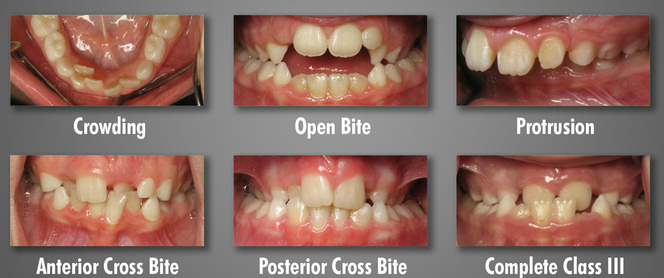 Crowding
Open Bite
Protrusion
Anterior Cross Bite
Posterior Cross Bite
Complete Class III